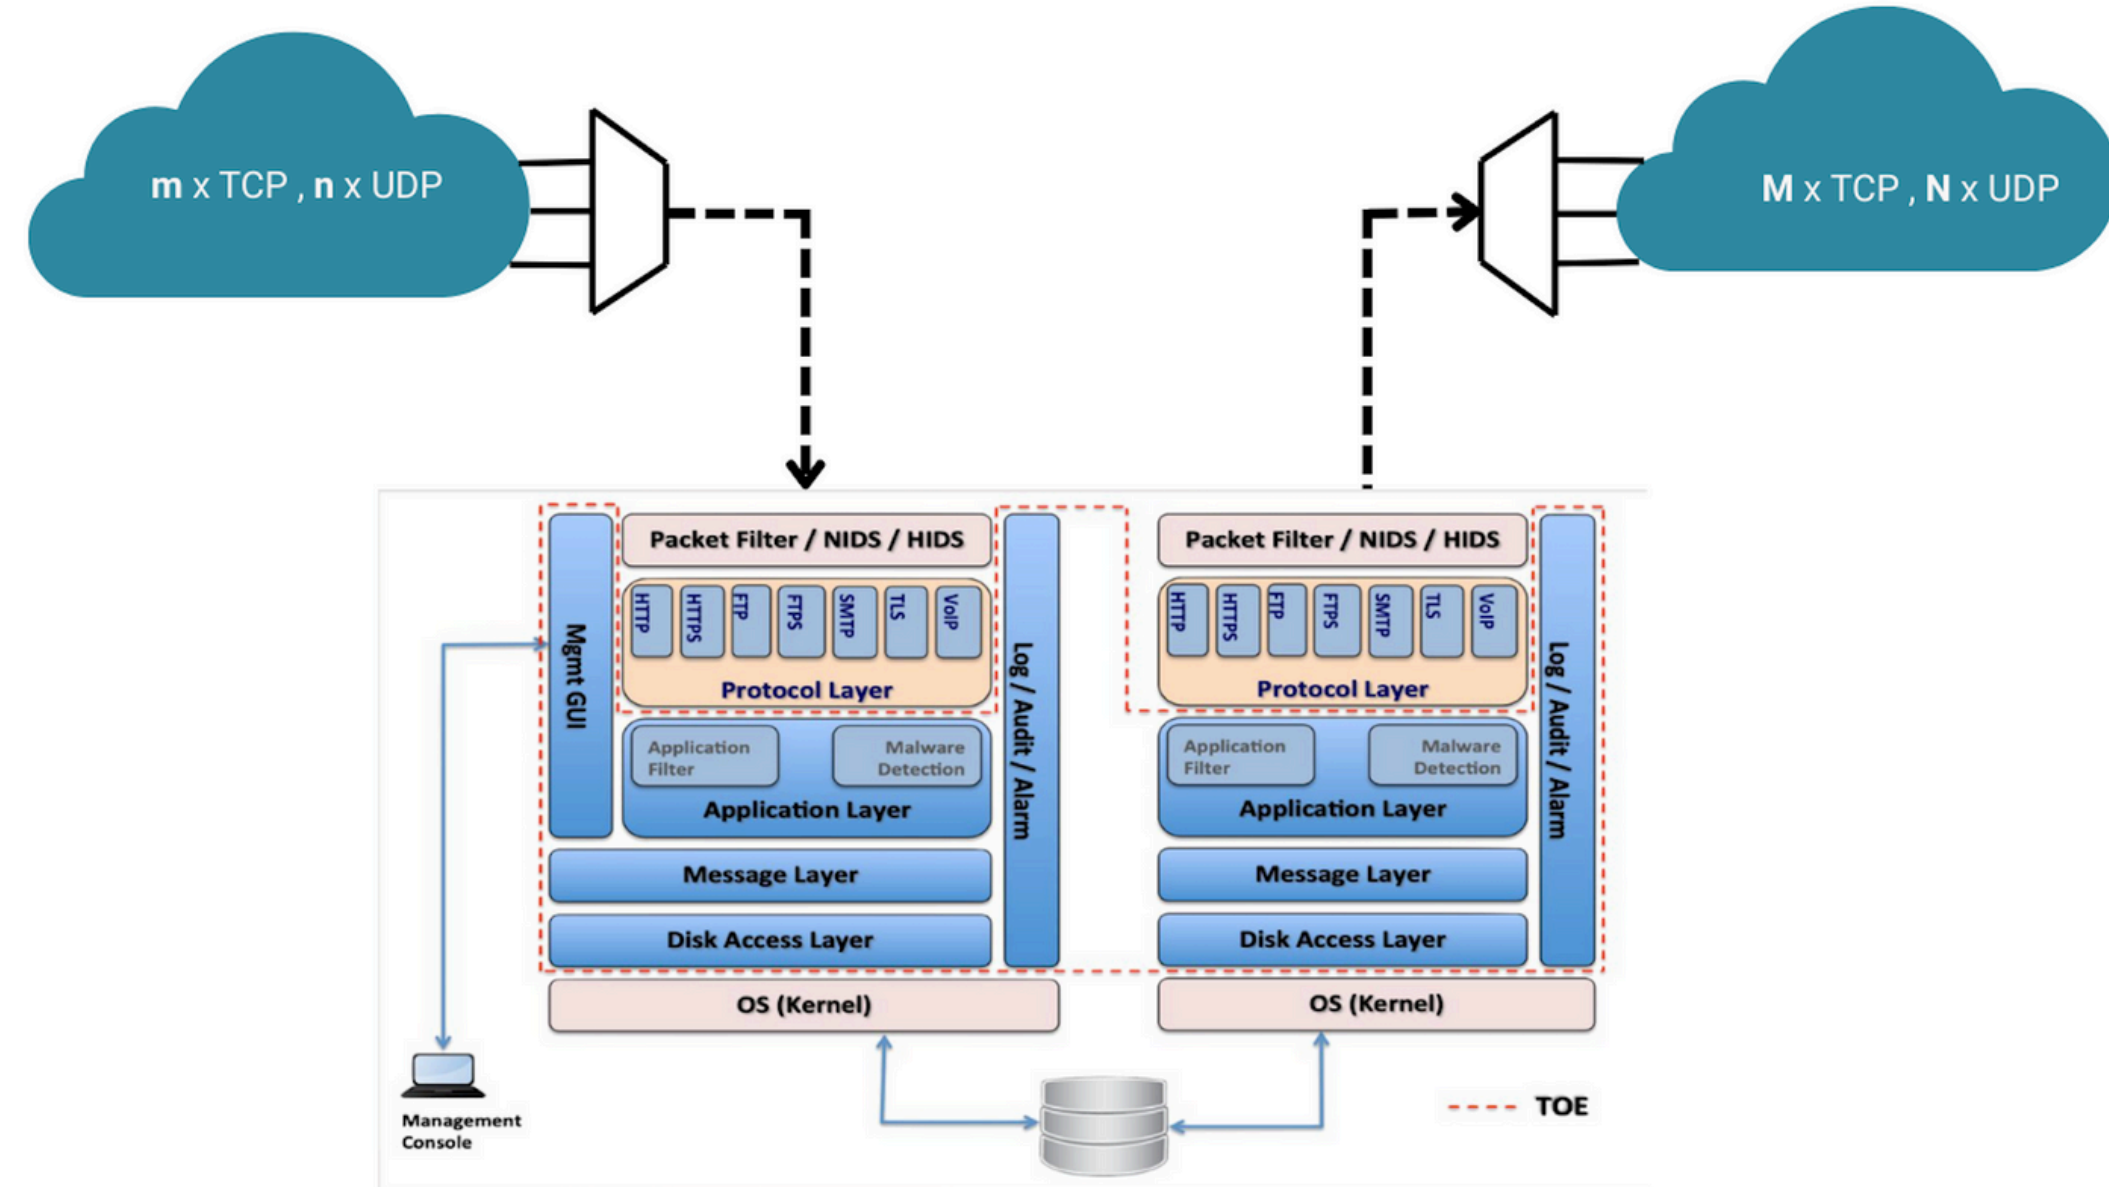 m x TCP , n x UDP
M x TCP , N x UDP
Mgmt GUI
Packet Filter / NIDS / HIDS
HTTP
HTTPS
FTP
FTPS
SMTP
TLS
VoIP
Protocol Layer
Application
Filter
Malware
Detection
Application Layer
Message Layer
Disk Access Layer
Log / Audit / Alarm
OS (Kernel)
Packet Filter / NIDS / HIDS
HTTP
HTTPS
FTP
FTPS
SMTP
TLS
VoIP
Protocol Layer
Application
Filter
Malware
Detection
Application Layer
Message Layer
Disk Access Layer
Log / Audit / Alarm
OS (Kernel)
Management
Console
TOE